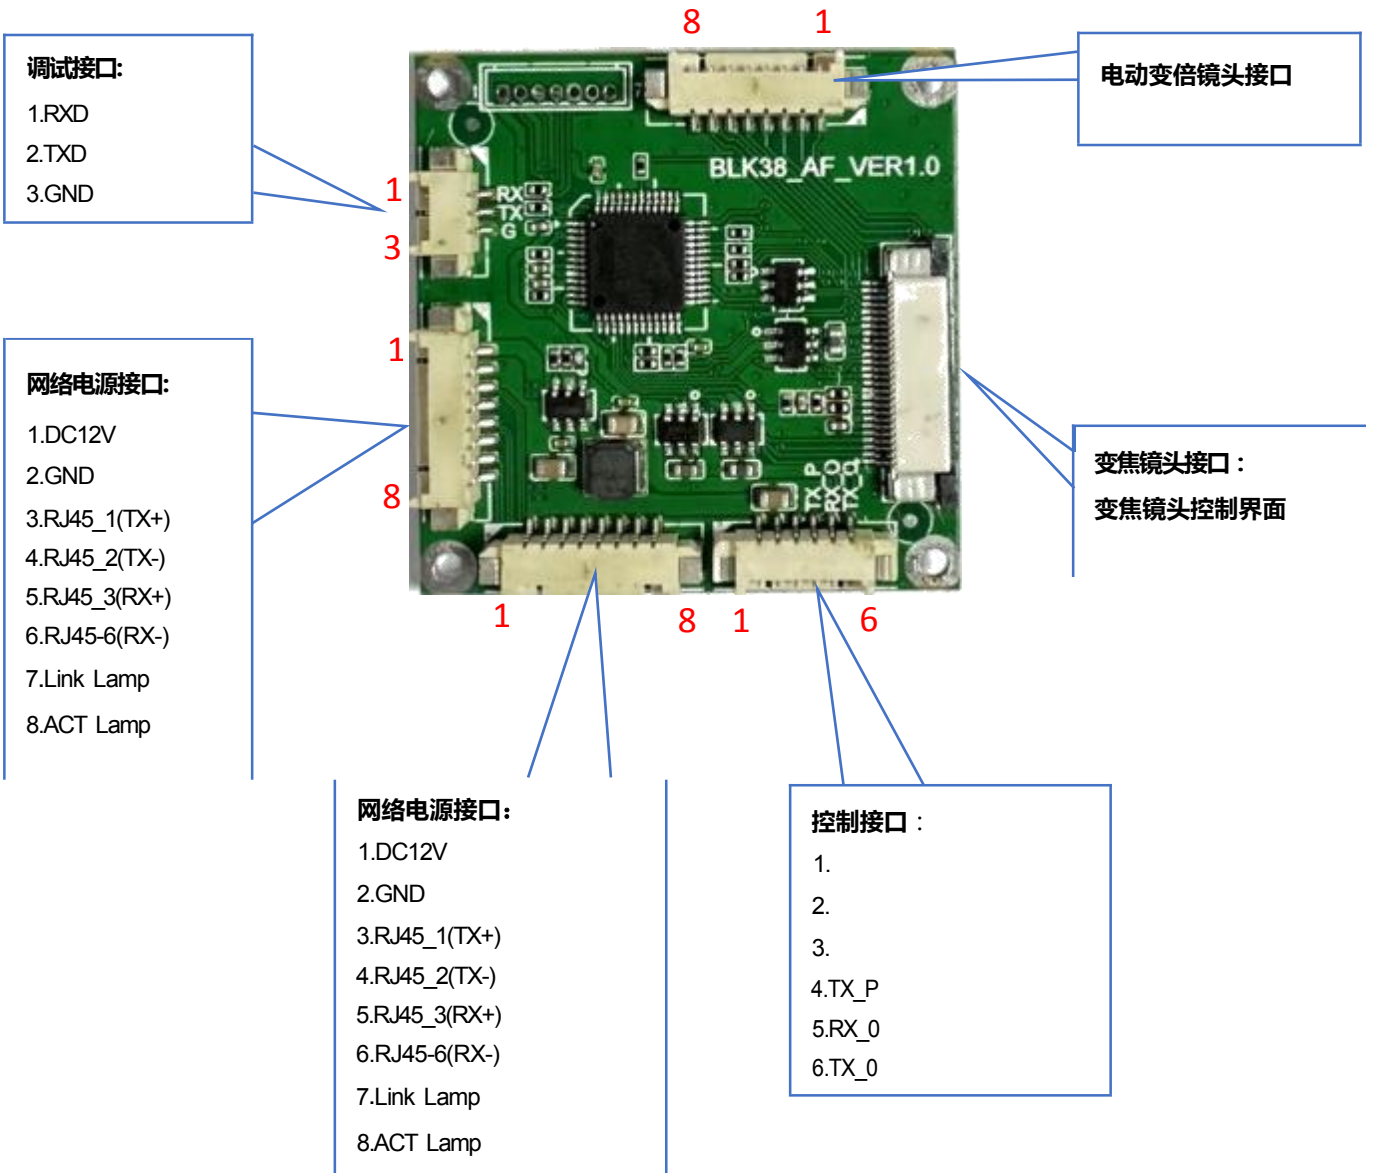 8 1
调试接口:
1.RXD
2.TXD
3.GND
电动变倍镜头接口
BLK38_AF_VER1.0
1
3
RX
TX
G
网络电源接口:
1.DC12V
2.GND
3.RJ45_1(TX+)
4.RJ45_2(TX-)
5.RJ45_3(RX+)
6.RJ45-6(RX-)
7.Link Lamp
8.ACT Lamp
1
8
变焦镜头接口：
变焦镜头控制界面
TX_P
RX_O
TX_O
1 8 1 6
网络电源接口：
1.DC12V
2.GND
3.RJ45_1(TX+)
4.RJ45_2(TX-)
5.RJ45_3(RX+)
6.RJ45-6(RX-)
7.Link Lamp
8.ACT Lamp
控制接口：
1.
2.
3.
4.TX_P
5.RX_0
6.TX_0